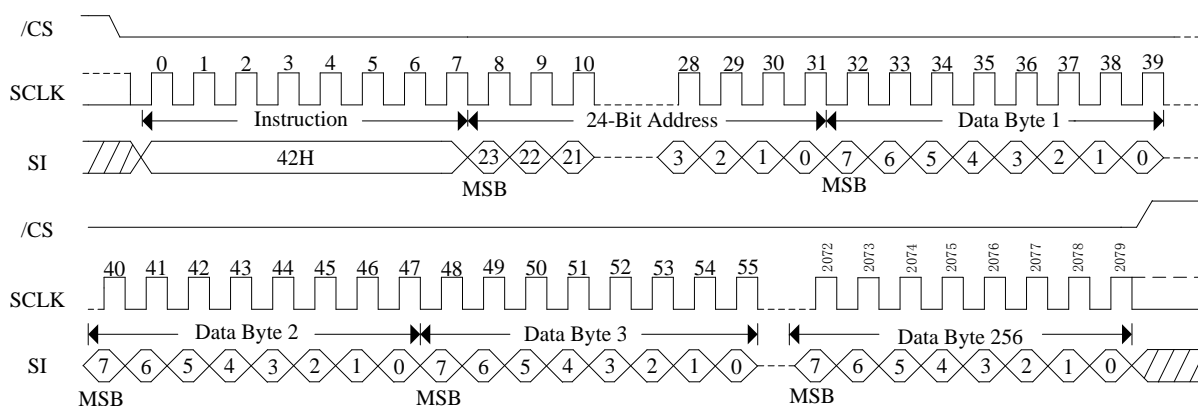 /CS
0 1 2 3 4 5 6 7 8 9 10 28 29 30 31 32 33 34 35 36 37 38 39
SCLK
Instruction 24-Bit Address Data Byte 1
SI 42H 23 22 21 3 2 1 0 7 6 5 4 3 2 1 0
MSB MSB
/CS
40 41 42 43 44 45 46 47 48 49 50 51 52 53 54 55 2072 2073 2074 2075 2076 2077 2078 2079
SCLK
Data Byte 2 Data Byte 3 Data Byte 256
SI 7 6 5 4 3 2 1 0 7 6 5 4 3 2 1 0 7 6 5 4 3 2 1 0
MSB MSB MSB